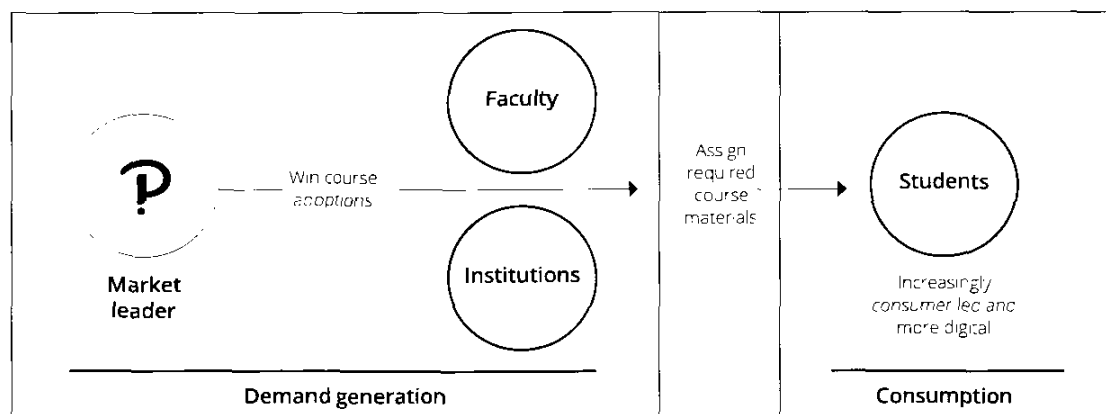 Faculty
Win course
adoptions
Institutions
Market
leader
Demand generation
Assign
required
course
materials
Students
Increasingly
consumer led and
more digital
Consumption